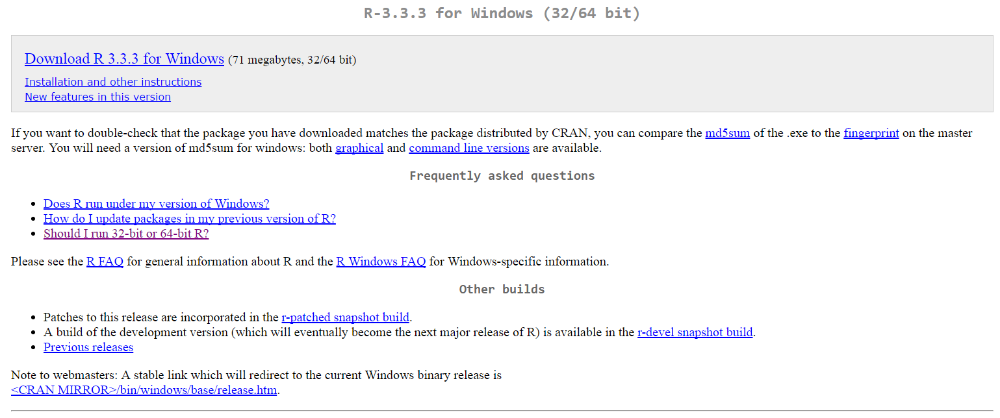 R-3.3.3 for Windows (32/64 bit)
Download R 3.3.3 for Windows (71 megabytes, 32/64 bit)
Installation and other instructions
New features in this version
If you want to double-check that the package you have downloaded matches the package distributed by CRAN, you can compare the md5sum of the .exe to the fingerprint on the master
server. You will need a version of md5sum for windows: both graphical and command line versions are available.
Frequently asked questions
• Does R run under my version of Windows?
• How do I update packages in my previous version of R?
• Should I run 32-bit or 64-bit R?
Please see the R FAQ for general information about R and the R Windows FAQ for Windows-specific information.
Other builds
• Patches to this release are incorporated in the r-patched snapshot build.
• A build of the development version (which will eventually become the next major release of R) is available in the r-devel snapshot build.
• Previous releases
Note to webmasters: A stable link which will redirect to the current Windows binary release is
<CRAN MIRROR>/bin/windows/base/release.htm.